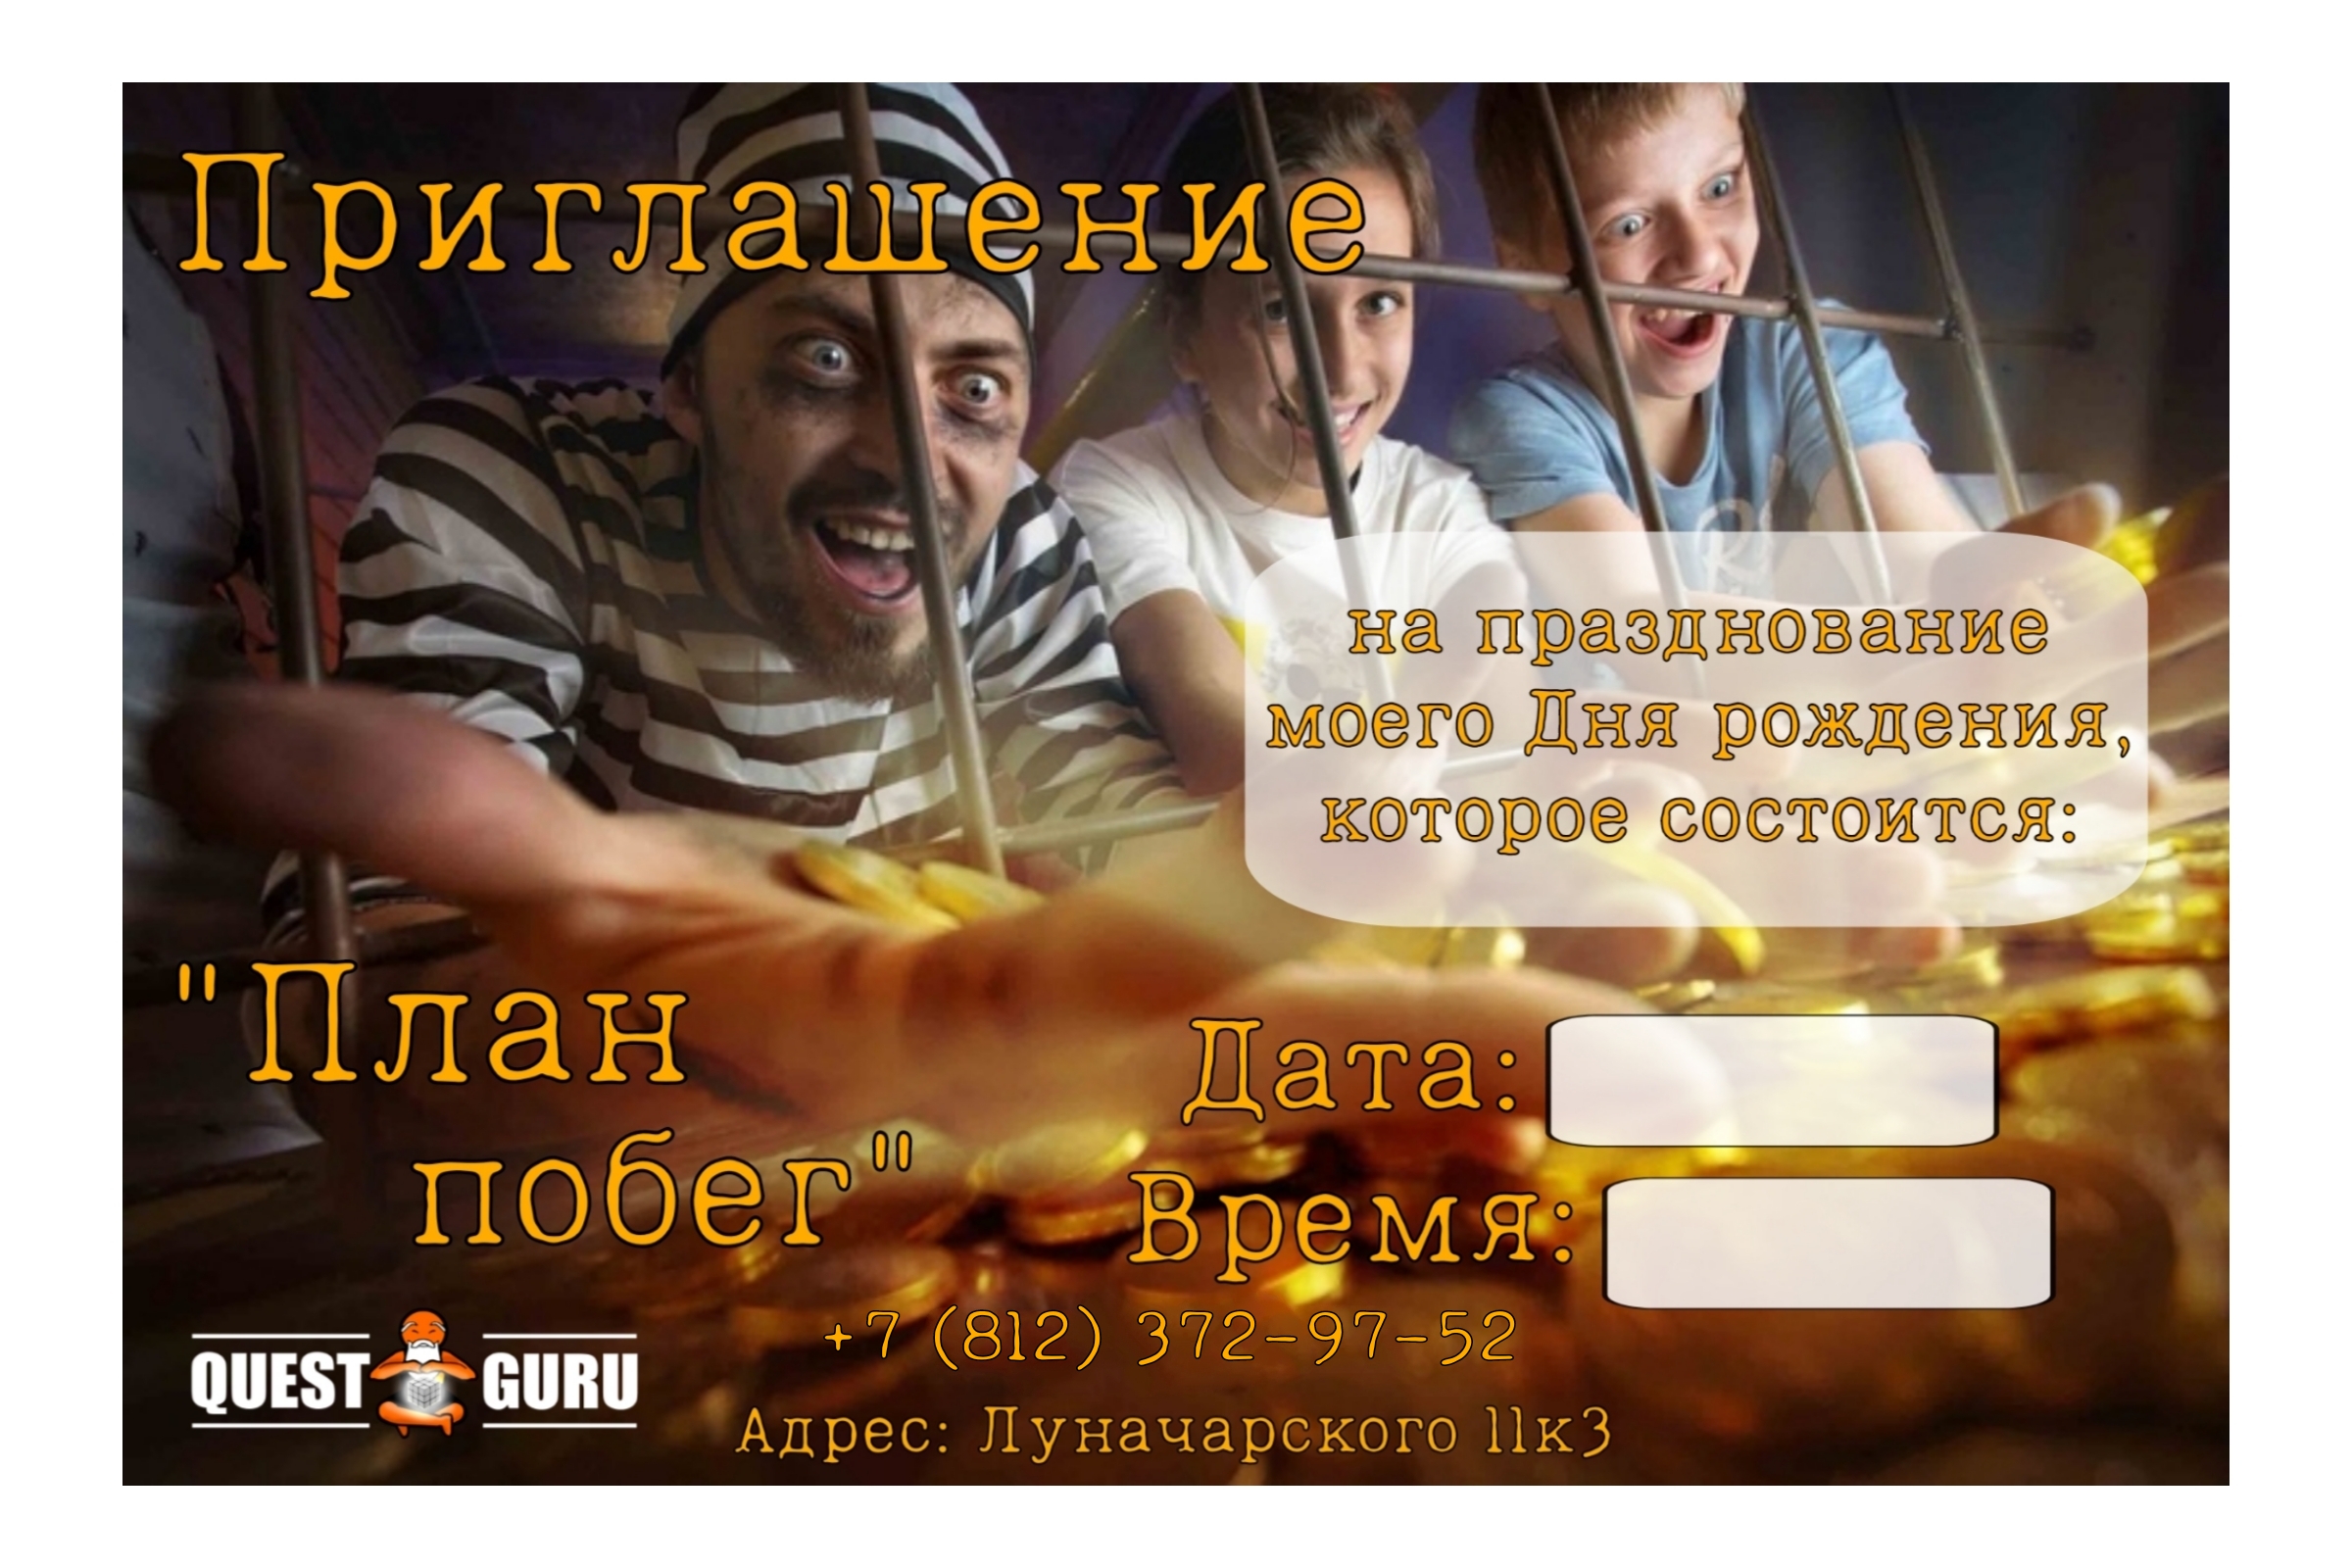 Приглашение
на празднование
моего Дня рождения,
которое состоится:
"План
побег"
Дата:
Время:
+7 (812) 372-97-52
QUEST GURU
Адрес: Луначарского 11к3